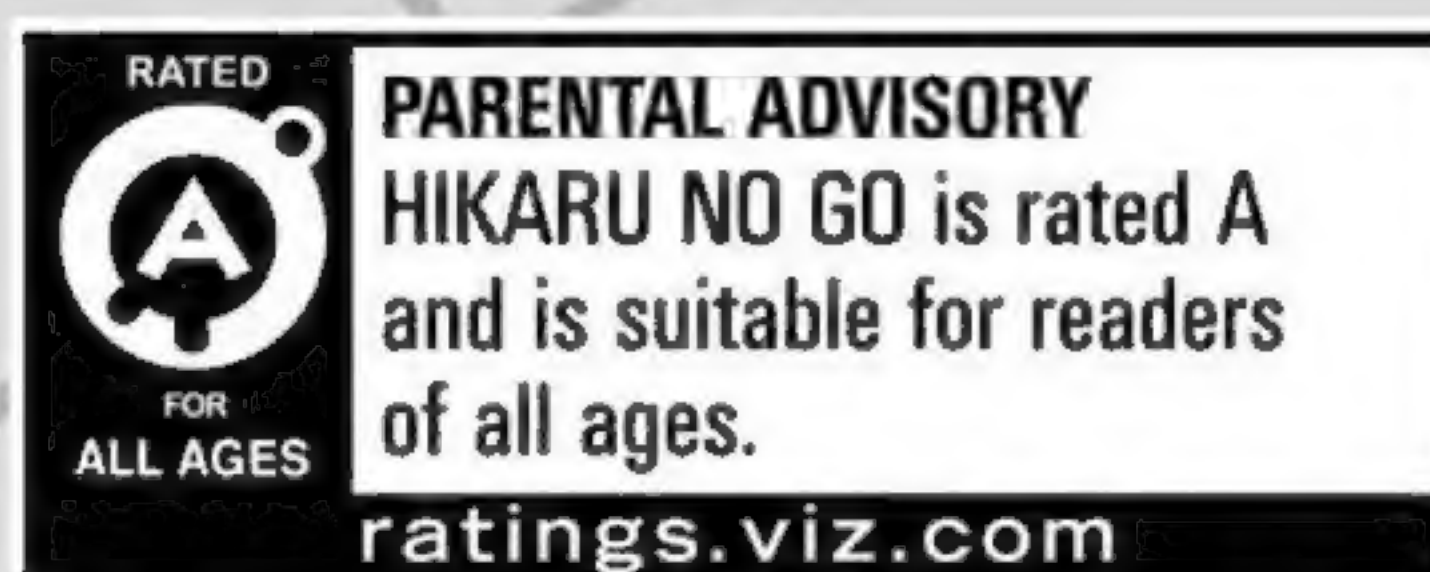 RATED
A
FOR
ALL AGES
PARENTAL ADVISORY
HIKARU NO GO is rated A
and is suitable for readers
of all ages.
ratings.viz.com